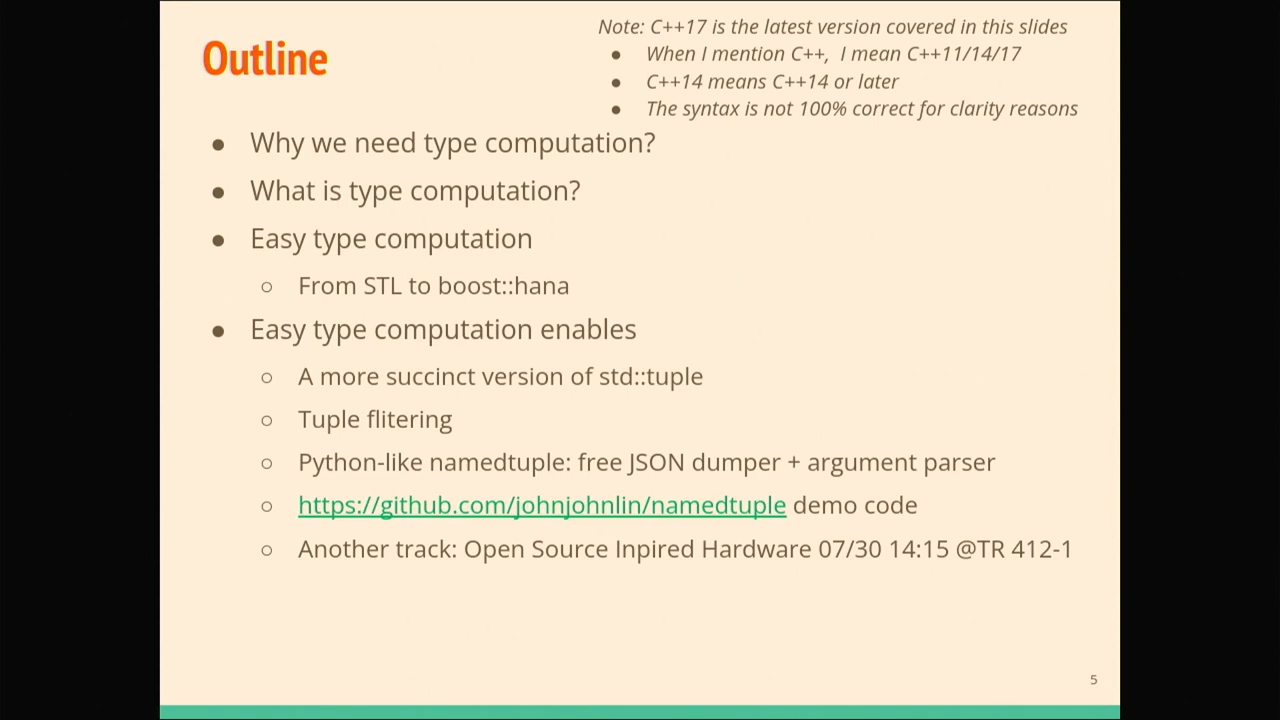 Outline
Note: C++17 is the latest version covered in this slides
● When I mention C++, I mean C++11/14/17
● C++14 means C++14 or later
● The syntax is not 100% correct for clarity reasons
● Why we need type computation?
● What is type computation?
● Easy type computation
○ From STL to boost::hana
● Easy type computation enables
○ A more succinct version of std::tuple
○ Tuple flitering
○ Python-like namedtuple: free JSON dumper + argument parser
○ https://github.com/johnjohnlin/namedtuple demo code
○ Another track: Open Source Inpired Hardware 07/30 14:15 @TR 412-1
5